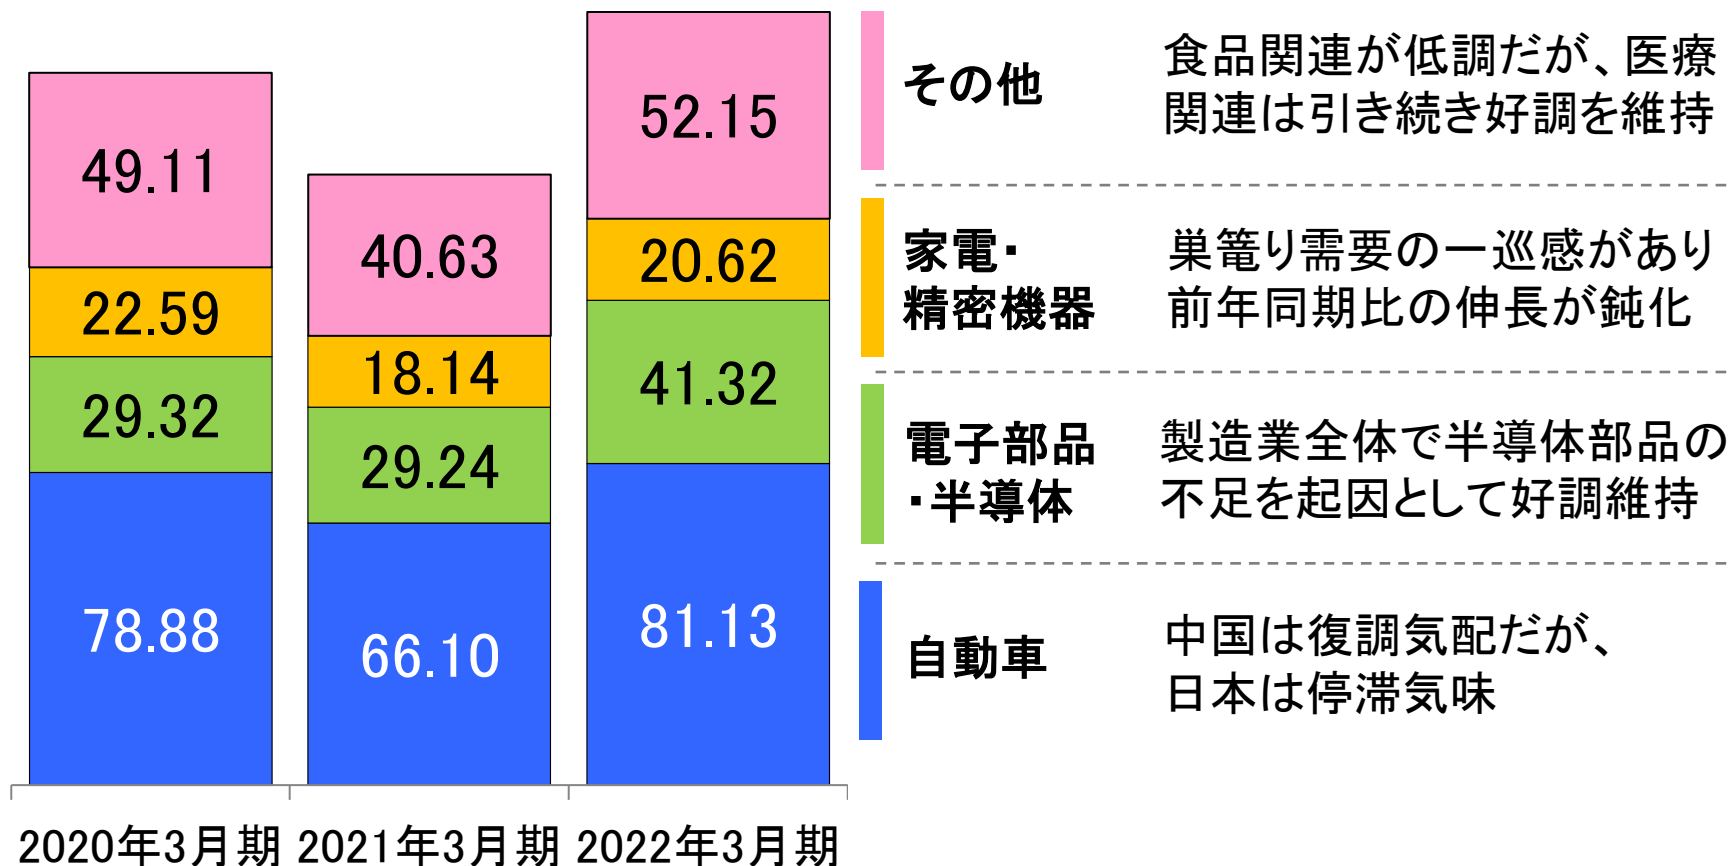 49.11
22.59
29.32
78.88
40.63
18.14
29.24
66.10
52.15
20.62
41.32
81.13
2020年3月期
2021年3月期
2022年3月期
その他
食品関連が低調だが、医療
関連は引き続き好調を維持
家電・
精密機器
巣篭り需要の一巡感があり
前年同期比の伸長が鈍化
電子部品
・半導体
製造業全体で半導体部品の
不足を起因として好調維持
自動車
中国は復調気配だが、
日本は停滞気味